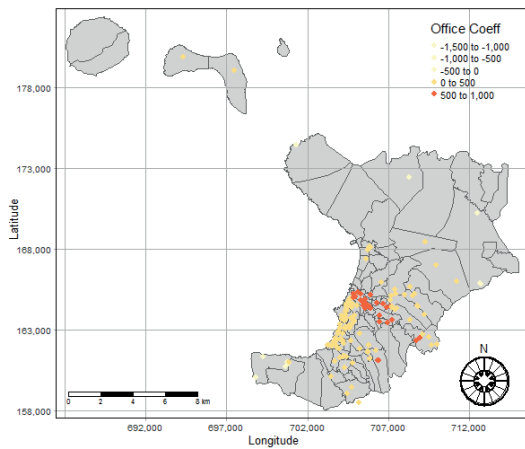 Office Coeff
-1,500 to -1,000
-1,000 to -500
-500 to 0
0 to 500
500 to 1,000
178,000
173,000
168,000
163,000
158,000
Latitude
N
0 2 4 6 8 km
692,000 697,000 702,000 707,000 712,000
Longitude